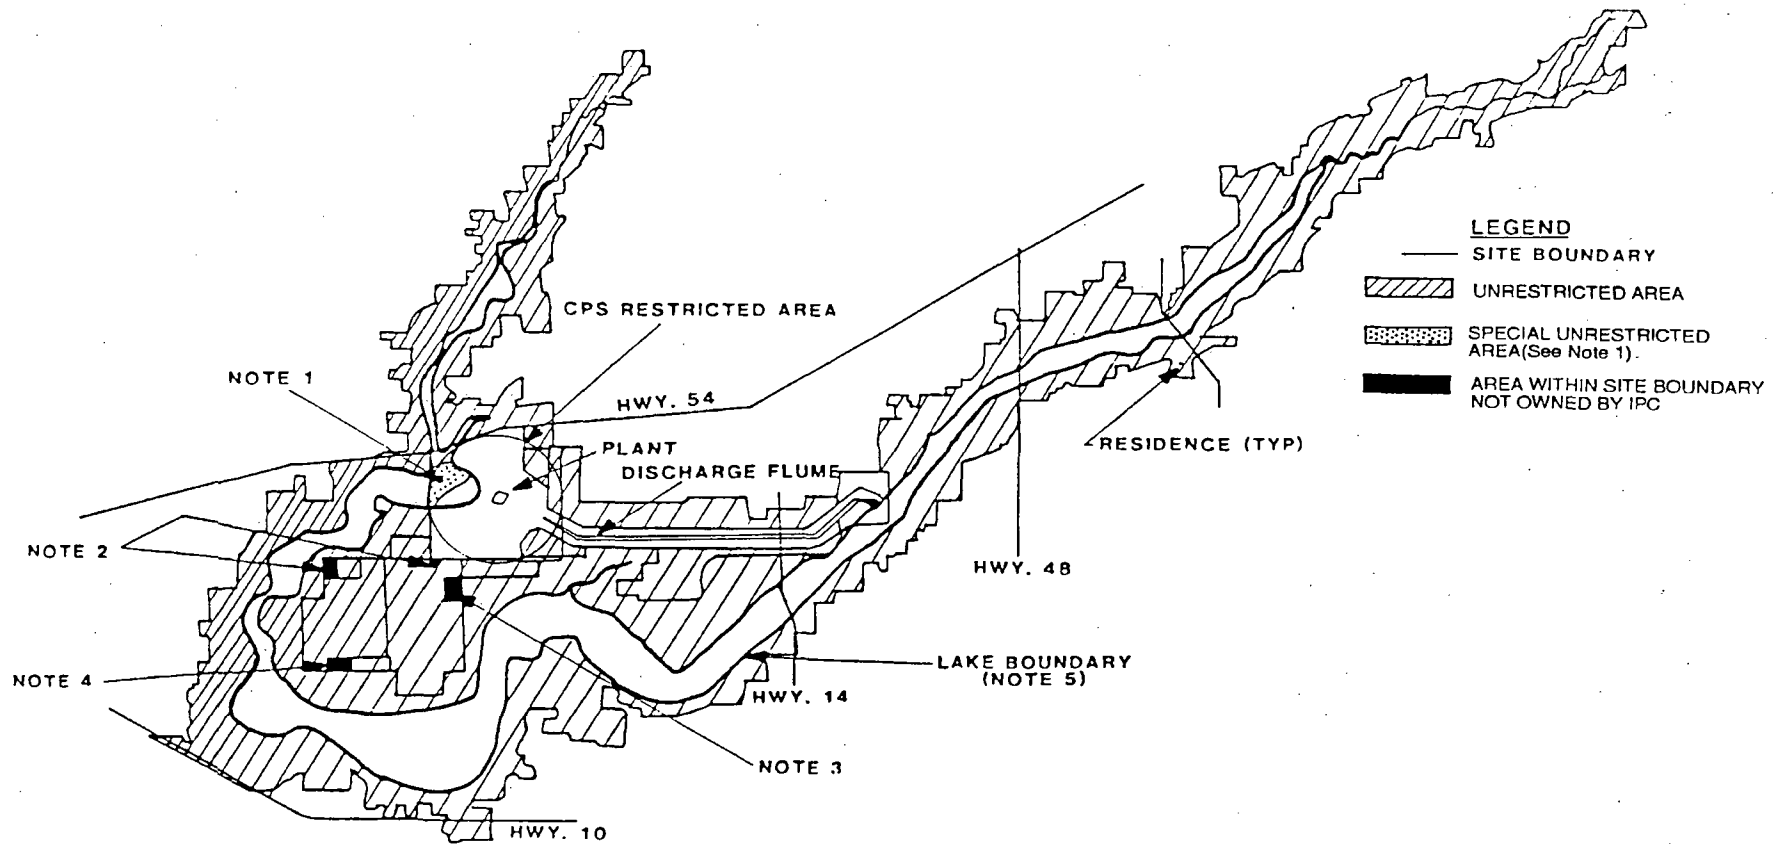 LEGEND
SITE BOUNDARY
UNRESTRICTED AREA
SPECIAL UNRESTRICTED
AREA(See Note 1).
AREA WITHIN SITE BOUNDARY
NOT OWNED BY IPC
CPS RESTRICTED AREA
NOTE 1
HWY. 54
PLANT
DISCHARGE FLUME
RESIDENCE (TYP)
NOTE 2
HWY. 48
NOTE 4
LAKE BOUNDARY
(NOTE 5)
HWY. 14
NOTE 3
HWY. 10